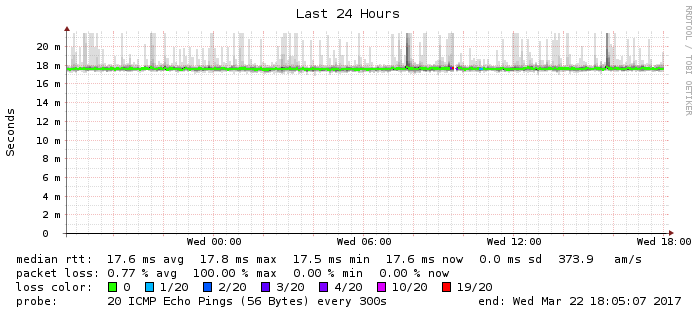 Last 24 Hours
RRDTOOL / TOBI OETIKER
Seconds
20 m
18 m
16 m
14 m
12 m
10 m
8 m
6 m
4 m
2 m
0
Wed 00:00 Wed 06:00 Wed 12:00 Wed 18:00
median rtt: 17.6 ms avg 17.8 ms max 17.5 ms min 17.6 ms now 0.0 ms sd 373.9 am/s
packet loss: 0.77 % avg 100.00 % max 0.00 % min 0.00 % now
loss color: 0 1/20 2/20 3/20 4/20 10/20 19/20
probe: 20 ICMP Echo Pings (56 Bytes) every 300s end: Wed Mar 22 18:05:07 2017